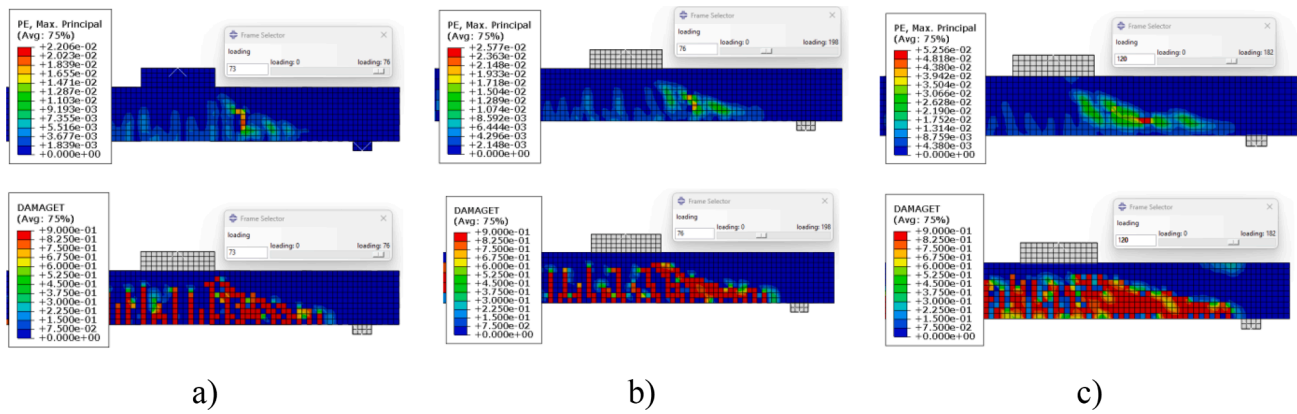 PE, Max. Principal
(Avg: 75%)
+2.206e-02
+2.023e-02
+1.839e-02
+1.655e-02
+1.471e-02
+1.287e-02
+1.103e-02
+9.193e-03
+7.355e-03
+5.516e-03
+3.677e-03
+1.839e-03
+0.000e+00
Frame Selector
loading
loading: 0
loading: 76
73
PE, Max. Principal
(Avg: 75%)
+2.577e-02
+2.363e-02
+2.148e-02
+1.933e-02
+1.718e-02
+1.504e-02
+1.289e-02
+1.074e-02
+8.592e-03
+6.444e-03
+4.296e-03
+2.148e-03
+0.000e+00
Frame Selector
loading
loading: 0
loading: 198
76
PE, Max. Principal
(Avg: 75%)
+5.256e-02
+4.818e-02
+4.380e-02
+3.942e-02
+3.504e-02
+3.066e-02
+2.628e-02
+2.190e-02
+1.752e-02
+1.314e-02
+8.759e-03
+4.380e-03
+0.000e+00
Frame Selector
loading
loading: 0
loading: 182
120
DAMAGET
(Avg: 75%)
+9.000e-01
+8.250e-01
+7.500e-01
+6.750e-01
+6.000e-01
+5.250e-01
+4.500e-01
+3.750e-01
+3.000e-01
+2.250e-01
+1.500e-01
+7.500e-02
+0.000e+00
Frame Selector
loading
loading: 0
loading: 76
73
DAMAGET
(Avg: 75%)
+9.000e-01
+8.250e-01
+7.500e-01
+6.750e-01
+6.000e-01
+5.250e-01
+4.500e-01
+3.750e-01
+3.000e-01
+2.250e-01
+1.500e-01
+7.500e-02
+0.000e+00
Frame Selector
loading
loading: 0
loading: 198
76
DAMAGET
(Avg: 75%)
+9.000e-01
+8.250e-01
+7.500e-01
+6.750e-01
+6.000e-01
+5.250e-01
+4.500e-01
+3.750e-01
+3.000e-01
+2.250e-01
+1.500e-01
+7.500e-02
+0.000e+00
Frame Selector
loading
loading: 0
loading: 182
120
a)
b)
c)